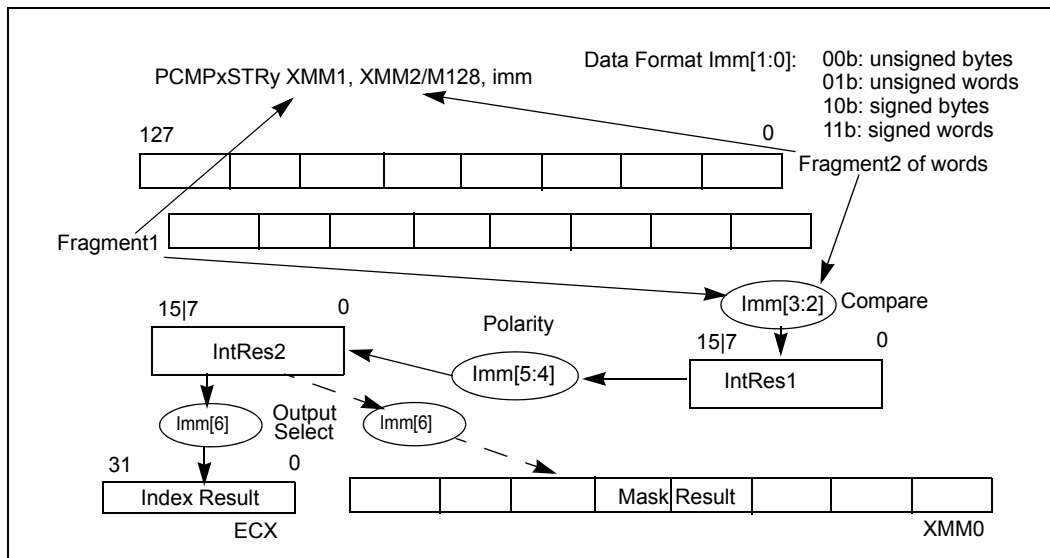 PCMPxSTRy XMM1, XMM2/M128, imm
Data Format Imm[1:0]:
00b: unsigned bytes
01b: unsigned words
10b: signed bytes
11b: signed words
127
0
Fragment2 of words
Fragment1
Imm[3:2]
Compare
15|7
0
Polarity
15|7
0
IntRes2
Imm[5:4]
IntRes1
Imm[6]
Output
Select
Imm[6]
31
0
Index Result
Mask Result
ECX
XMM0